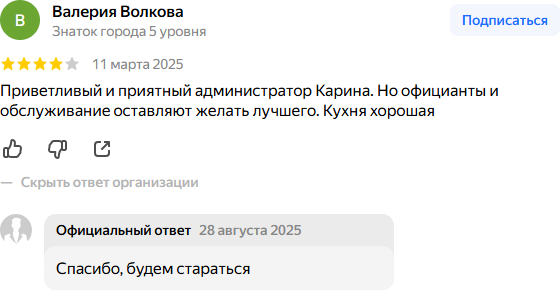 В
Валерия Волкова
Знаток города 5 уровня
Подписаться
11 марта 2025
Приветливый и приятный администратор Карина. Но официанты и
обслуживание оставляют желать лучшего. Кухня хорошая
— Скрыть ответ организации
Официальный ответ 28 августа 2025
Спасибо, будем стараться